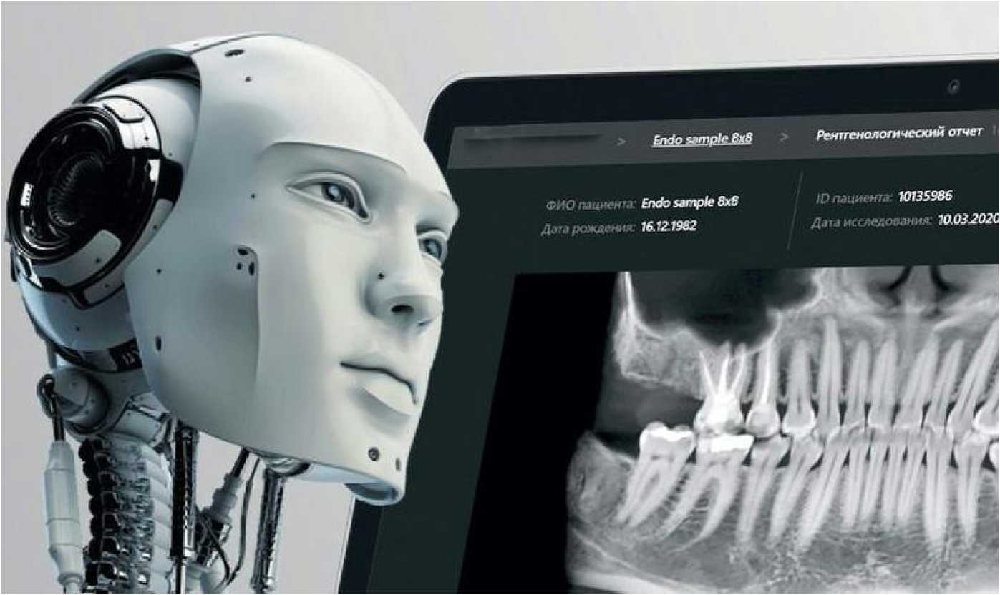 > Endo sample 8x8 > Рентгенологический отчет
ФИО пациента: Endo sample 8x8
ID пациента: 10135986
Дата рождения: 16.12.1982
Дата исследования: 10.03.2020